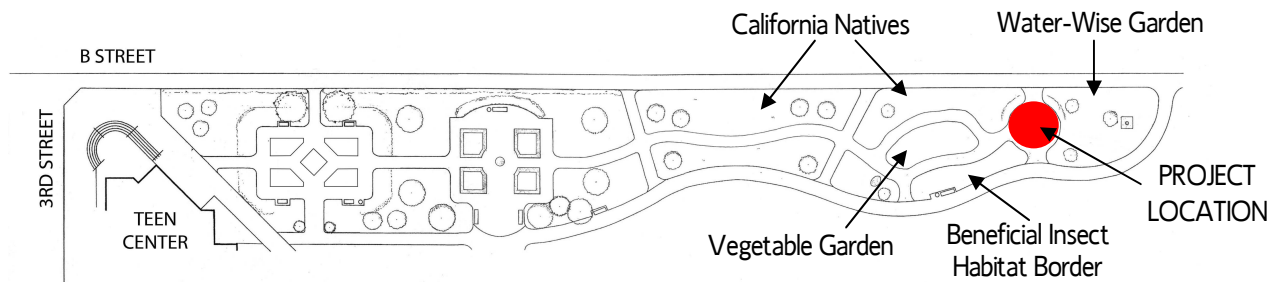 California Natives
Water-Wise Garden
B STREET
3RD STREET
TEEN
CENTER
PROJECT
LOCATION
Vegetable Garden
Beneficial Insect
Habitat Border